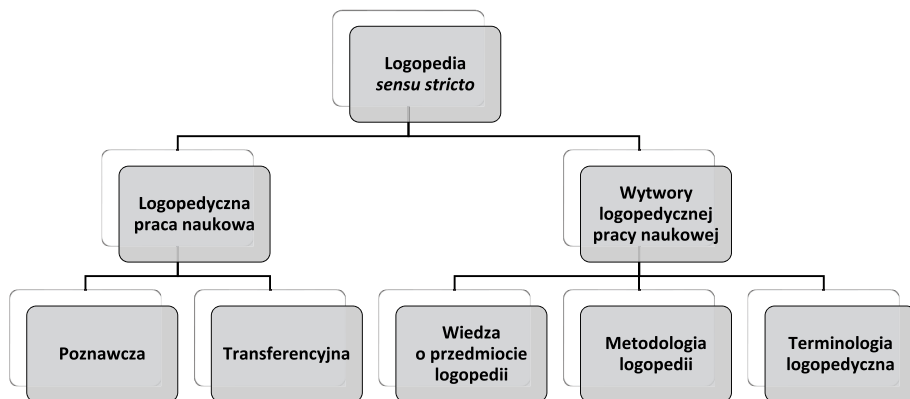 Logopedia
sensu stricto
Logopedyczna
praca naukowa
Wytwory
logopedycznej
pracy naukowej
Poznawcza
Transferencyjna
Wiedza
o przedmiocie
logopedii
Metodologia
logopedii
Terminologia
logopedyczna